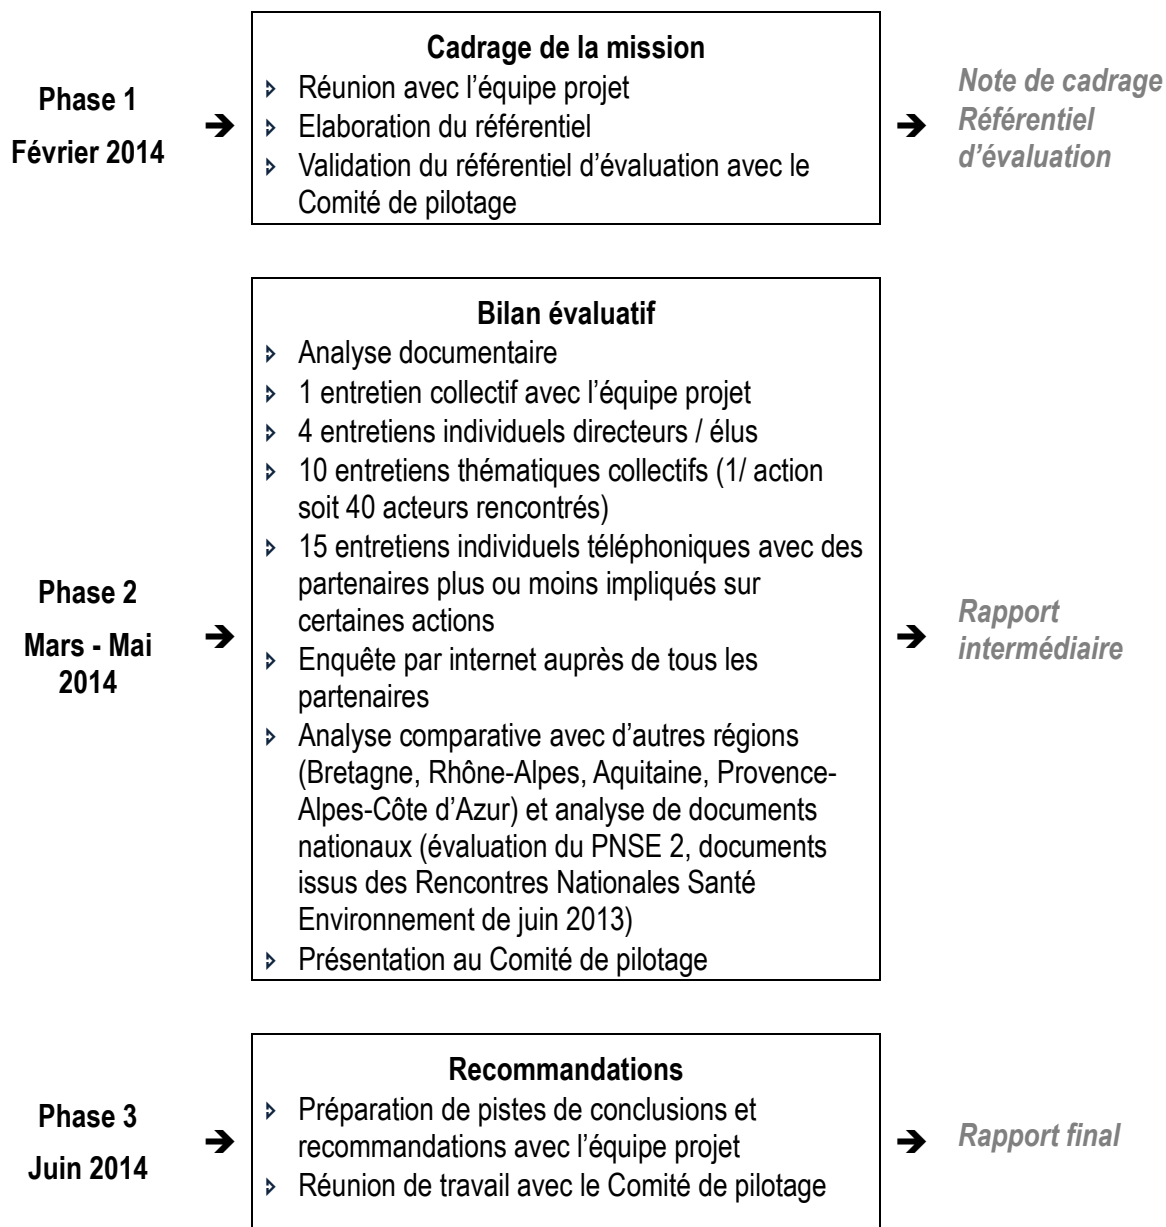 Phase 1
Février 2014
Cadrage de la mission
Réunion avec l’équipe projet
Elaboration du référentiel
Validation du référentiel d’évaluation avec le
Comité de pilotage
Note de cadrage
Référentiel
d’évaluation
Phase 2
Mars - Mai
2014
Bilan évaluatif
Analyse documentaire
1 entretien collectif avec l’équipe projet
4 entretiens individuels directeurs / élus
10 entretiens thématiques collectifs (1/ action
soit 40 acteurs rencontrés)
15 entretiens individuels téléphoniques avec des
partenaires plus ou moins impliqués sur
certaines actions
Enquête par internet auprès de tous les
partenaires
Analyse comparative avec d’autres régions
(Bretagne, Rhône-Alpes, Aquitaine, Provence-
Alpes-Côte d’Azur) et analyse de documents
nationaux (évaluation du PNSE 2, documents
issus des Rencontres Nationales Santé
Environnement de juin 2013)
Présentation au Comité de pilotage
Rapport
intermédiaire
Phase 3
Juin 2014
Recommandations
Préparation de pistes de conclusions et
recommandations avec l’équipe projet
Réunion de travail avec le Comité de pilotage
Rapport final